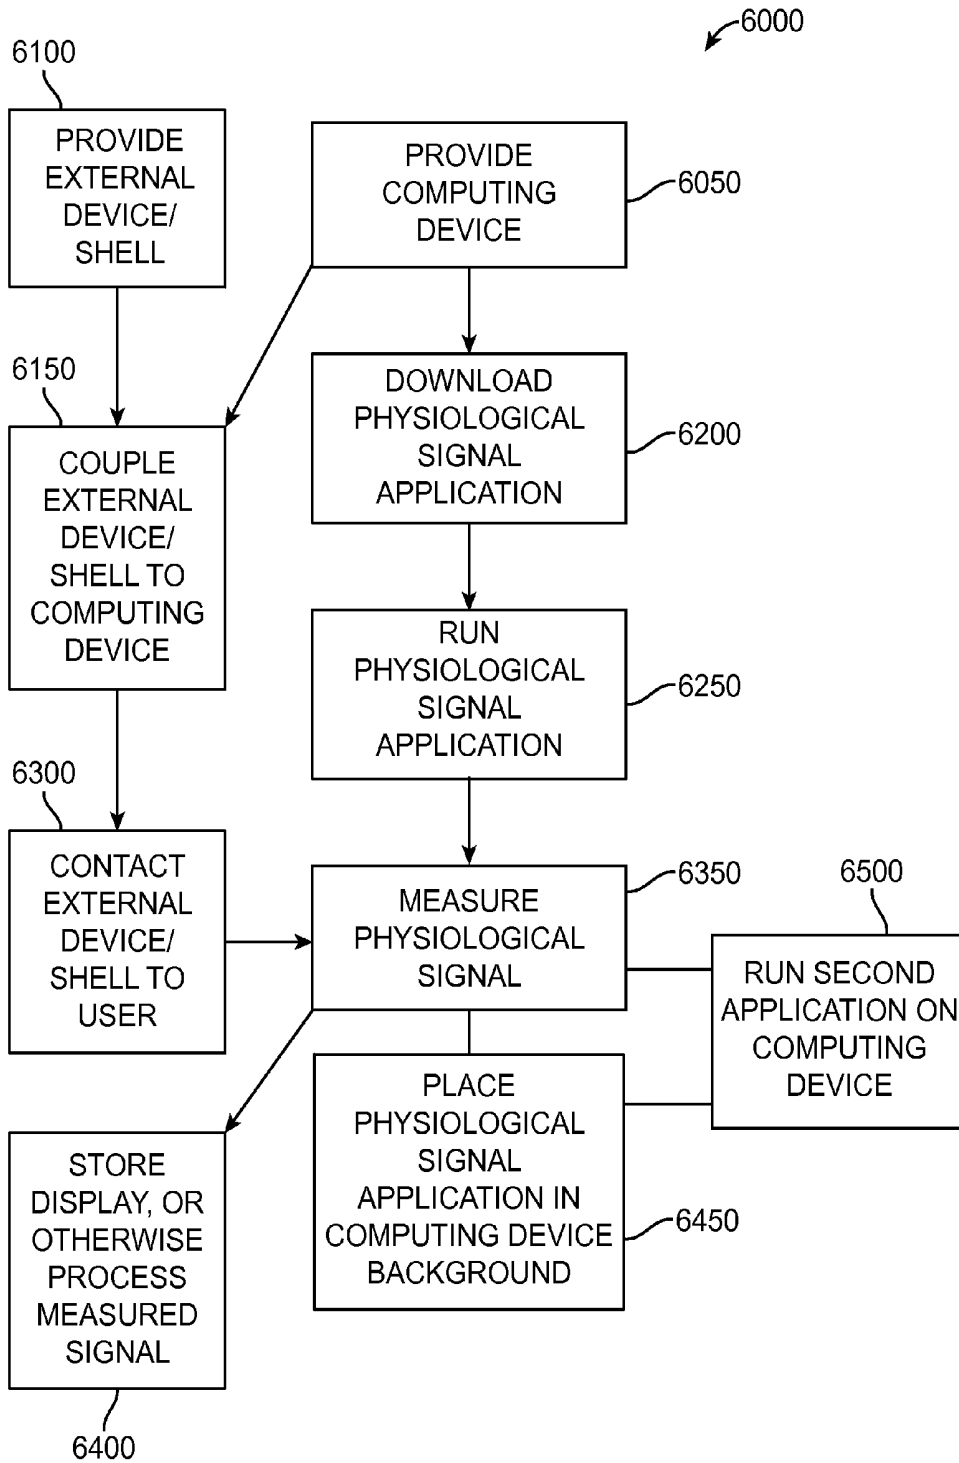 6000
6100
PROVIDE
EXTERNAL
DEVICE/
SHELL
PROVIDE
COMPUTING
DEVICE
6050
6150
COUPLE
EXTERNAL
DEVICE/
SHELL TO
COMPUTING
DEVICE
DOWNLOAD
PHYSIOLOGICAL
SIGNAL
APPLICATION
6200
RUN
PHYSIOLOGICAL
SIGNAL
APPLICATION
6250
6300
CONTACT
EXTERNAL
DEVICE/
SHELL TO
USER
MEASURE
PHYSIOLOGICAL
SIGNAL
6350
6500
RUN SECOND
APPLICATION ON
COMPUTING
DEVICE
PLACE
PHYSIOLOGICAL
SIGNAL
APPLICATION IN
COMPUTING DEVICE
BACKGROUND
6450
STORE
DISPLAY, OR
OTHERWISE
PROCESS
MEASURED
SIGNAL
6400